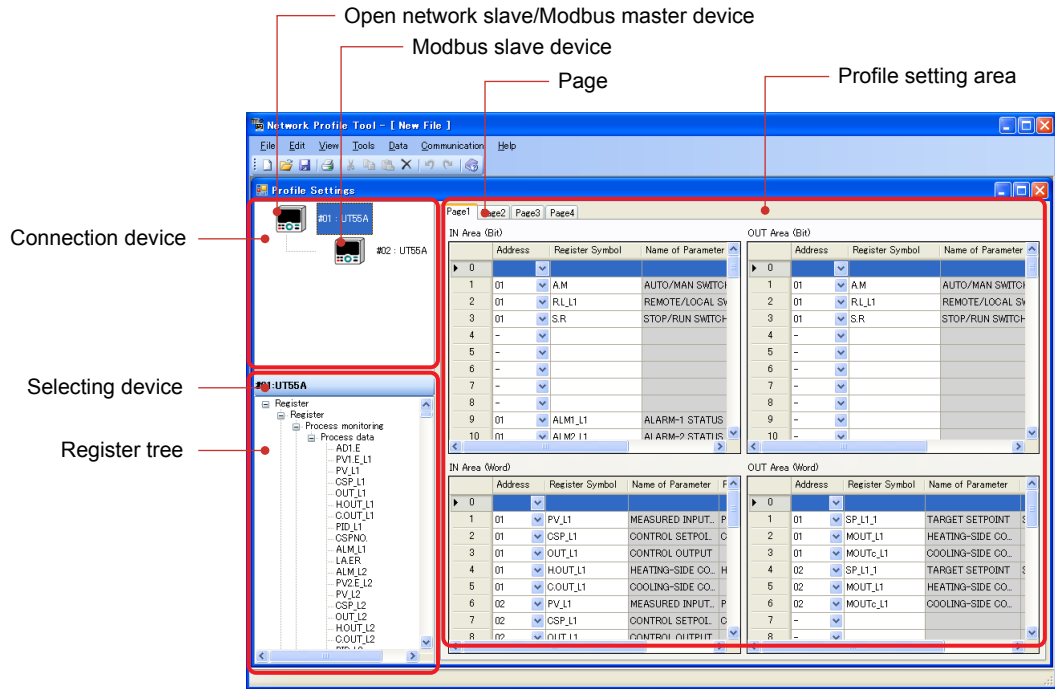 Open network slave/Modbus master device
Modbus slave device
Page
Profile setting area
Connection device
Selecting device
Register tree
Network Profile Tool - [ New File ]
File Edit View Tools Data Communication Help
Profile Settings
#01 : UT55A
#02 : UT55A
#01:UT55A
Register
Register
Process monitoring
Process data
AD1.E
PV1.E_L1
PV_L1
CSP_L1
OUT_L1
H.OUT_L1
C.OUT_L1
PID_L1
CSPNO.
ALM_L1
LA.ER
ALM_L2
PV2.E_L2
PV_L2
CSP_L2
OUT_L2
H.OUT_L2
C.OUT_L2
Page1 Page2 Page3 Page4
IN Area (Bit)
Address Register Symbol Name of Parameter
0
1 01 A.M AUTO/MAN SWITCH
2 01 R.L_L1 REMOTE/LOCAL SW
3 01 S.R STOP/RUN SWITCH
4 -
5 -
6 -
7 -
8 -
9 01 ALM1_L1 ALARM-1 STATUS
10 01 ALM2_L1 ALARM-2 STATUS
OUT Area (Bit)
Address Register Symbol Name of Parameter
0
1 01 A.M AUTO/MAN SWITCH
2 01 R.L_L1 REMOTE/LOCAL SW
3 01 S.R STOP/RUN SWITCH
4 -
5 -
6 -
7 -
8 -
9 -
10 -
IN Area (Word)
Address Register Symbol Name of Parameter F
0
1 01 PV_L1 MEASURED INPUT... P
2 01 CSP_L1 CONTROL SETPOI... C
3 01 OUT_L1 CONTROL OUTPUT
4 01 H.OUT_L1 HEATING-SIDE CO... H
5 01 C.OUT_L1 COOLING-SIDE CO...
6 02 PV_L1 MEASURED INPUT... P
7 02 CSP_L1 CONTROL SETPOI... C
8 02 OUT_L1 CONTROL OUTPUT
OUT Area (Word)
Address Register Symbol Name of Parameter
0
1 01 SP_L1_1 TARGET SETPOINT S
2 01 MOUT_L1 HEATING-SIDE CO...
3 01 MOUTc_L1 COOLING-SIDE CO...
4 02 SP_L1_1 TARGET SETPOINT S
5 02 MOUT_L1 HEATING-SIDE CO...
6 02 MOUTc_L1 COOLING-SIDE CO...
7 -
8 -